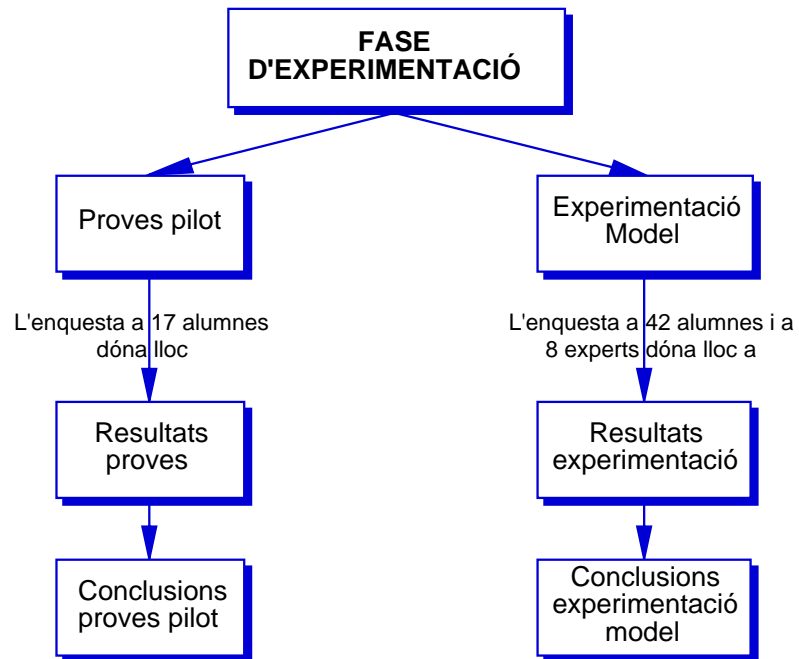 FASE
D'EXPERIMENTACIÓ
Proves pilot
Experimentació
Model
L'enquesta a 17 alumnes
dóna lloc
L'enquesta a 42 alumnes i a
8 experts dóna lloc a
Resultats
proves
Resultats
experimentació
Conclusions
proves pilot
Conclusions
experimentació
model